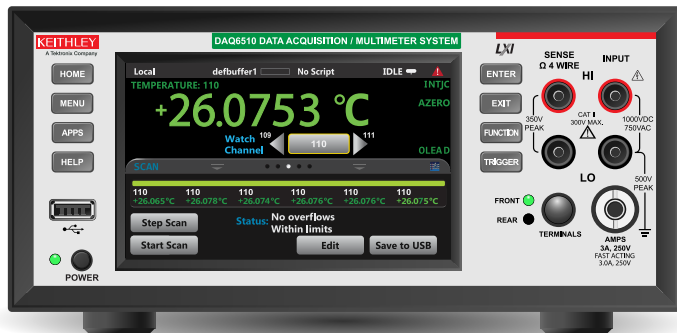 KEITHLEY
A Tektronix Company
DAQ6510 DATA ACQUISITION / MULTIMETER SYSTEM
LXI
HOME
MENU
APPS
HELP
POWER
Local defbuffer1 No Script IDLE
TEMPERATURE: 110 INTJC
+26.0753 °C AZERO
Watch
Channel 109 110 111
OLEAD
SCAN
110 110 110 110 110 110
+26.065°C +26.078°C +26.074°C +26.076°C +26.076°C +26.075°C
Step Scan
Status: No overflows
Within limits
Start Scan Edit Save to USB
ENTER
EXIT
FUNCTION
TRIGGER
SENSE
Ω 4 WIRE
INPUT
HI
350V
PEAK
CAT II
300V MAX.
1000VDC
750VAC
LO
500V
PEAK
FRONT
REAR
TERMINALS
AMPS
3A, 250V
FAST ACTING
3.0A, 250V